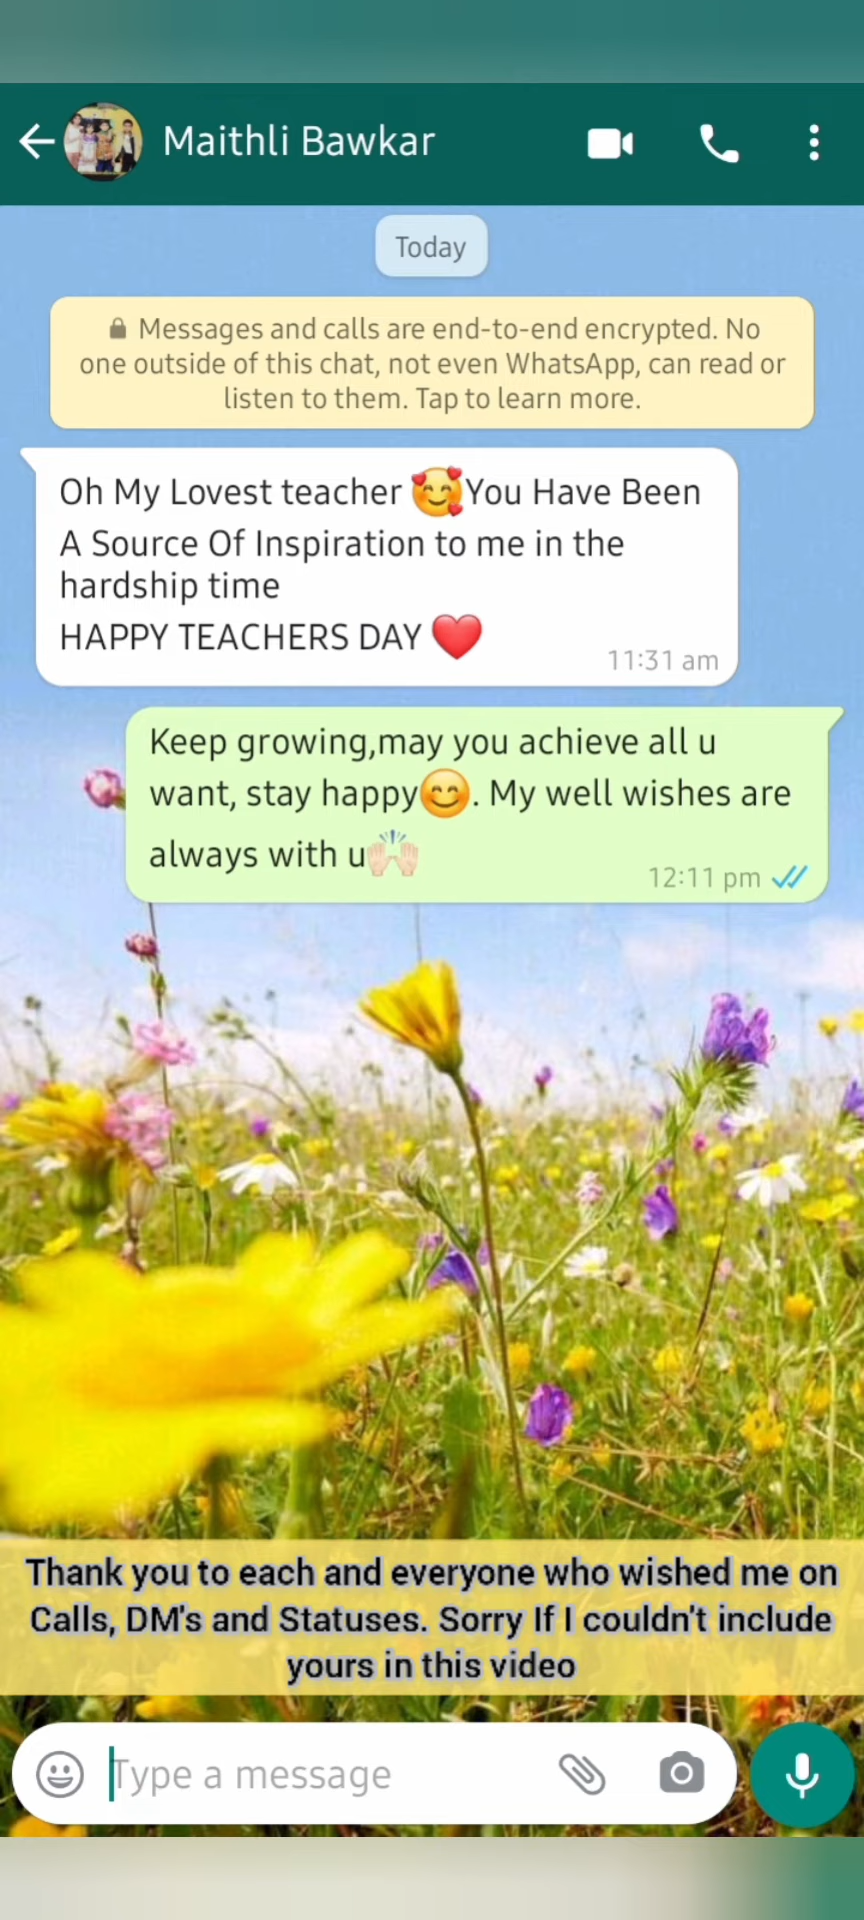 Maithli Bawkar
Today
Messages and calls are end-to-end encrypted. No
one outside of this chat, not even WhatsApp, can read or
listen to them. Tap to learn more.
Oh My Lovest teacher 🥰You Have Been
A Source Of Inspiration to me in the
hardship time
HAPPY TEACHERS DAY ❤️
11:31 am
Keep growing,may you achieve all u
want, stay happy😊. My well wishes are
always with u🙌🏻
12:11 pm
Thank you to each and everyone who wished me on
Calls, DM's and Statuses. Sorry If I couldn't include
yours in this video
Type a message